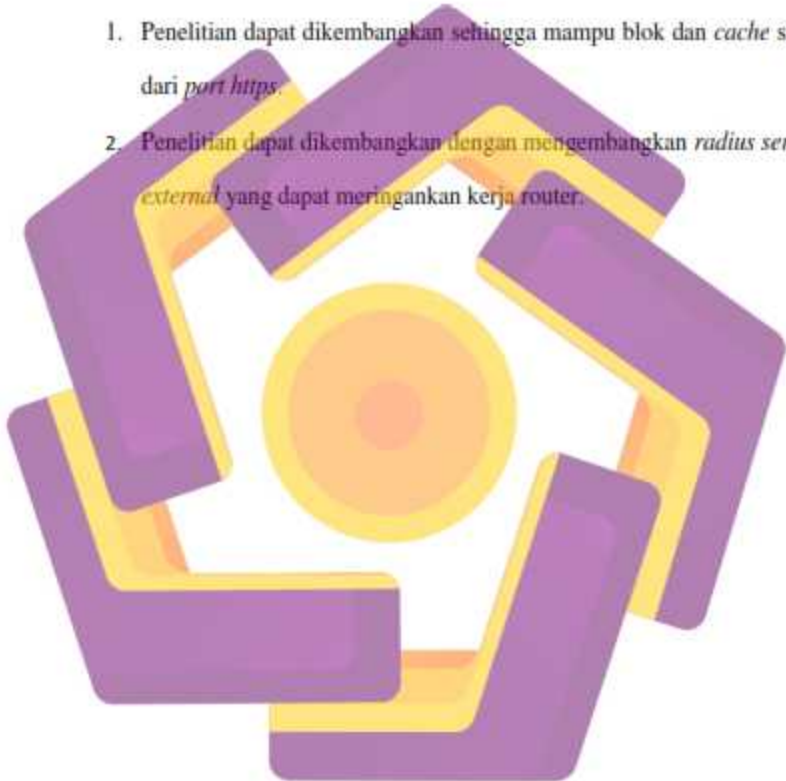 1. Penelitian dapat dikembangkan sehingga mampu blok dan cache s
dari port https.
2. Penelitian dapat dikembangkan dengan mengembangkan radius ser
external yang dapat meringankan kerja router.